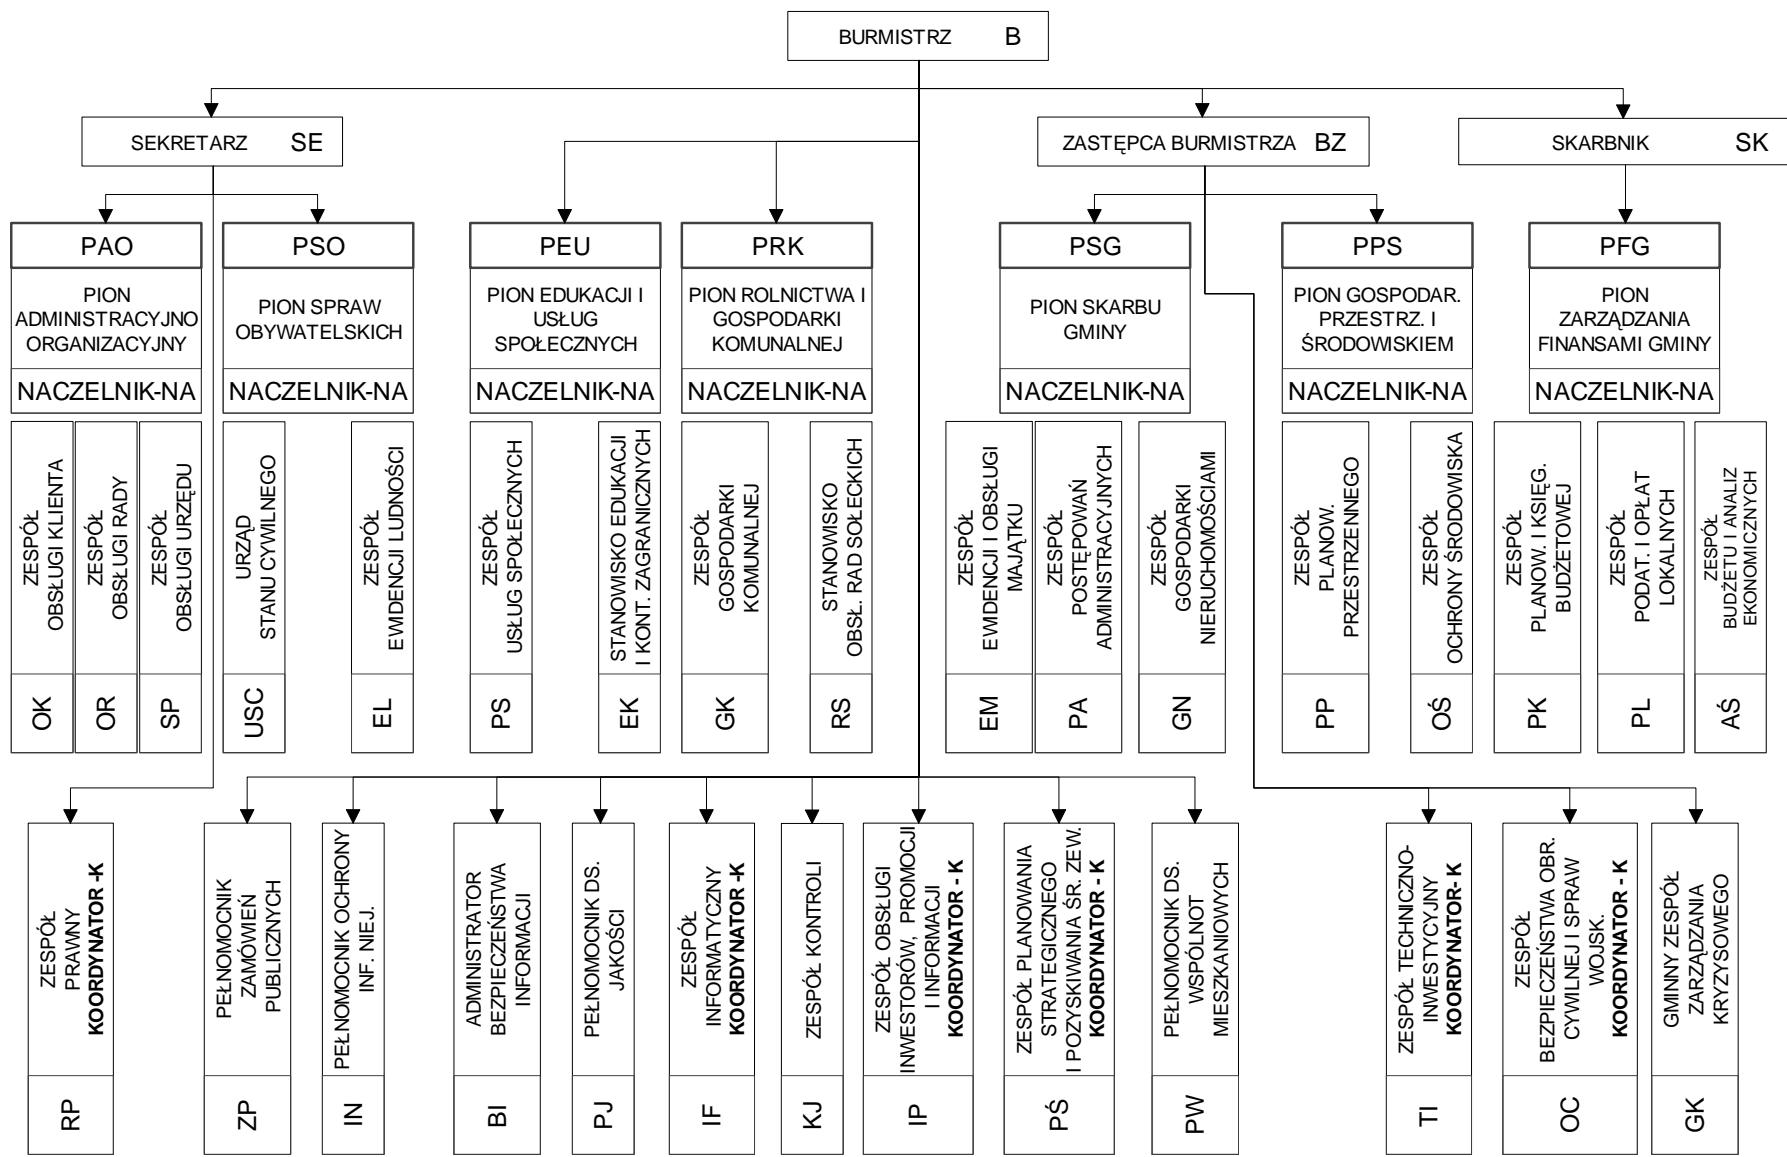 BURMISTRZ B
SEKRETARZ SE
ZASTĘPCA BURMISTRZA BZ
SKARBNIK SK
PAO
PION
ADMINISTRACYJNO
ORGANIZACYJNY
NACZELNIK-NA
PSO
PION SPRAW
OBYWATELSKICH
NACZELNIK-NA
PEU
PION EDUKACJI I
USŁUG
SPOŁECZNYCH
NACZELNIK-NA
PRK
PION ROLNICTWA I
GOSPODARKI
KOMUNALNEJ
NACZELNIK-NA
PSG
PION SKARBU
GMINY
NACZELNIK-NA
PPS
PION GOSPODAR.
PRZESTRZ. I
ŚRODOWISKIEM
NACZELNIK-NA
PFG
PION
ZARZĄDZANIA
FINANSAMI GMINY
NACZELNIK-NA
ZESPÓŁ
OBSŁUGI KLIENTA
OK
ZESPÓŁ
OBSŁUGI RADY
OR
ZESPÓŁ
OBSŁUGI URZĘDU
SP
URZĄD
STANU CYWILNEGO
USC
ZESPÓŁ
EWIDENCJI LUDNOŚCI
EL
ZESPÓŁ
USŁUG SPOŁECZNYCH
PS
STANOWISKO EDUKACJI
I KONT. ZAGRANICZNYCH
EK
ZESPÓŁ
GOSPODARKI
KOMUNALNEJ
GK
STANOWISKO
OBSŁ. RAD SOŁECKICH
RS
ZESPÓŁ
EWIDENCJI I OBSŁUGI
MAJĄTKU
EM
ZESPÓŁ
POSTĘPOWAŃ
ADMINISTRACYJNYCH
PA
ZESPÓŁ
GOSPODARKI
NIERUCHOMOŚCIAMI
GN
ZESPÓŁ
PLANOW.
PRZESTRZENNEGO
PP
ZESPÓŁ
OCHRONY ŚRODOWISKA
OŚ
ZESPÓŁ
PLANOW. I KSIĘG.
BUDŻETOWEJ
PK
ZESPÓŁ
PODAT. I OPŁAT
LOKALNYCH
PL
ZESPÓŁ
BUDŻETU I ANALIZ
EKONOMICZNYCH
AŚ
ZESPÓŁ
PRAWNY
KOORDYNATOR -K
RP
PEŁNOMOCNIK
ZAMÓWIEŃ
PUBLICZNYCH
ZP
PEŁNOMOCNIK OCHRONY
INF. NIEJ.
IN
ADMINISTRATOR
BEZPIECZEŃSTWA
INFORMACJI
BI
PEŁNOMOCNIK DS.
JAKOŚCI
PJ
ZESPÓŁ
INFORMATYCZNY
KOORDYNATOR -K
IF
ZESPÓŁ KONTROLI
KJ
ZESPÓŁ OBSŁUGI
INWESTORÓW, PROMOCJI
I INFORMACJI
KOORDYNATOR - K
IP
ZESPÓŁ PLANOWANIA
STRATEGICZNEGO
I POZYSKIWANIA ŚR. ZEW.
KOORDYNATOR - K
PŚ
PEŁNOMOCNIK DS.
WSPÓLNOT
MIESZKANIOWYCH
PW
ZESPÓŁ TECHNICZNO-
INWESTYCYJNY
KOORDYNATOR- K
TI
ZESPÓŁ
BEZPIECZEŃSTWA OBR.
CYWILNEJ I SPRAW
WOJSK.
KOORDYNATOR - K
OC
GMINNY ZESPÓŁ
ZARZĄDZANIA
KRYZYSOWEGO
GK